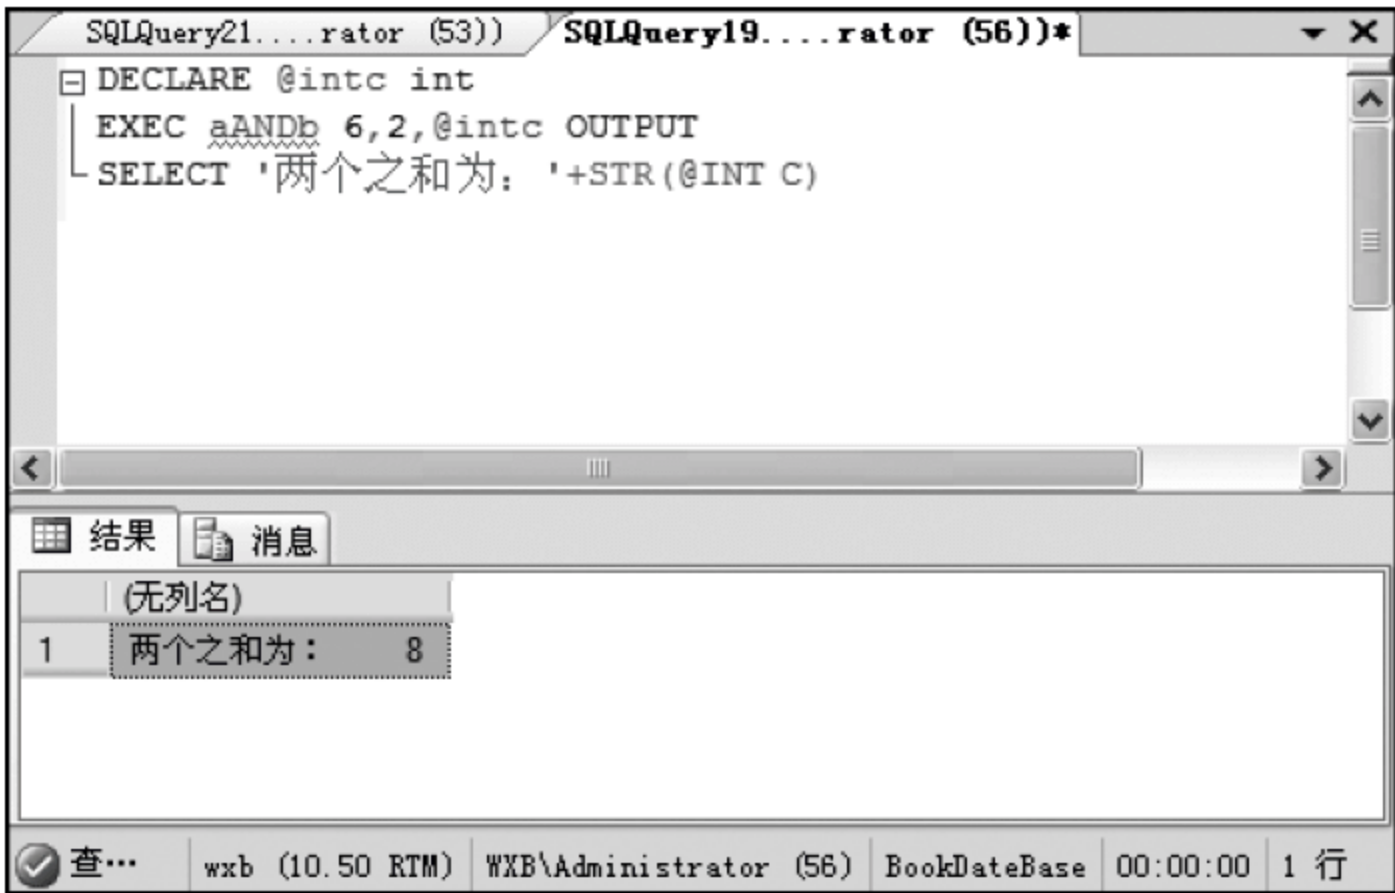 SQLQuery21....rator (53)) SQLQuery19....rator (56))*
DECLARE @intc int
EXEC aANDb 6,2,@intc OUTPUT
SELECT '两个之和为：'+STR(@INT C)
结果 消息
(无列名)
1 两个之和为： 8
查… wxb (10.50 RTM) WXB\Administrator (56) BookDateBase 00:00:00 1 行